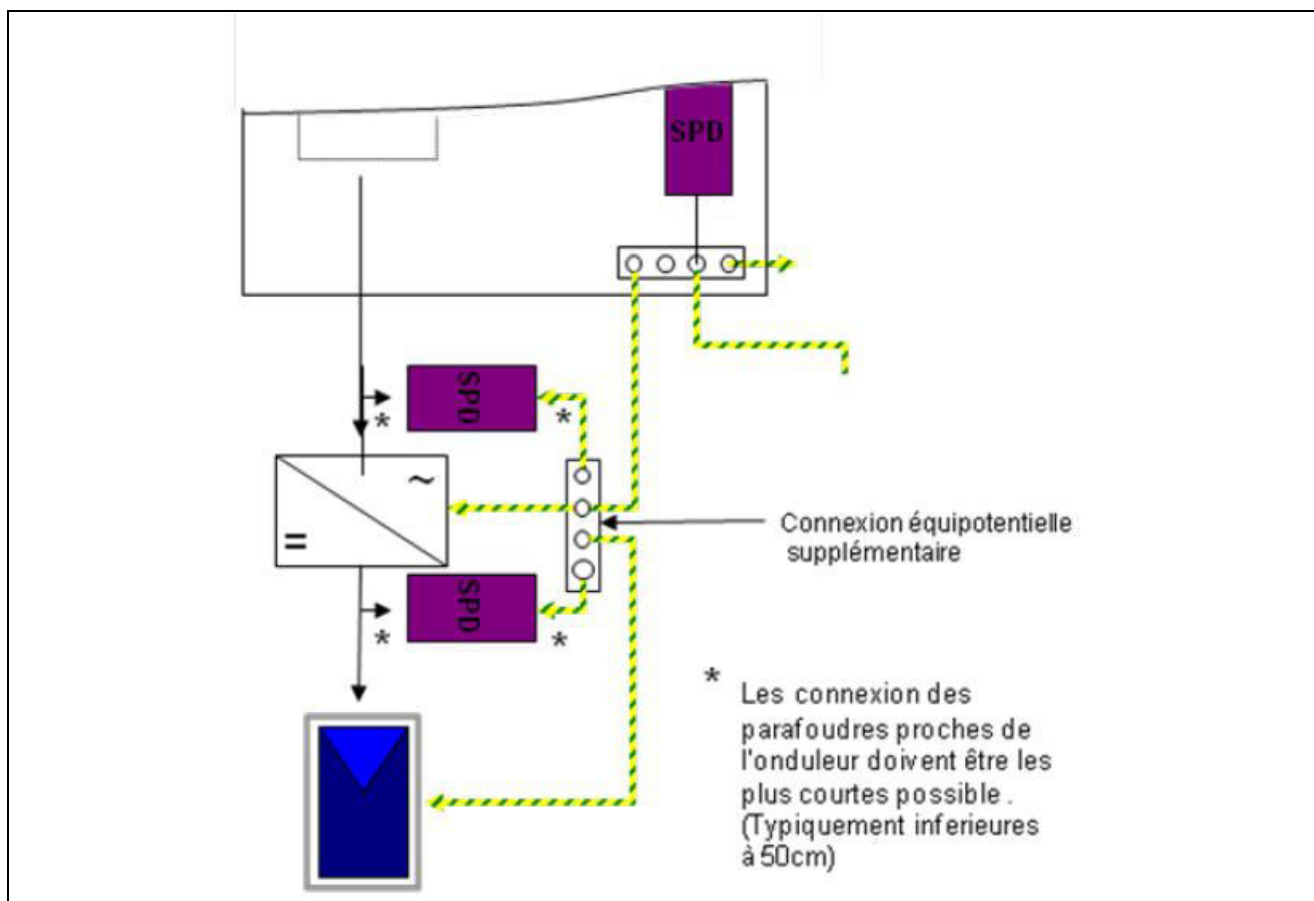 SPD
SPD
*
*
~
=
Connexion équipotentielle
supplémentaire
SPD
*
*
* Les connexion des
parafoudres proches de
l'onduleur doivent être les
plus courtes possible .
(Typiquement inferieures
à 50cm)